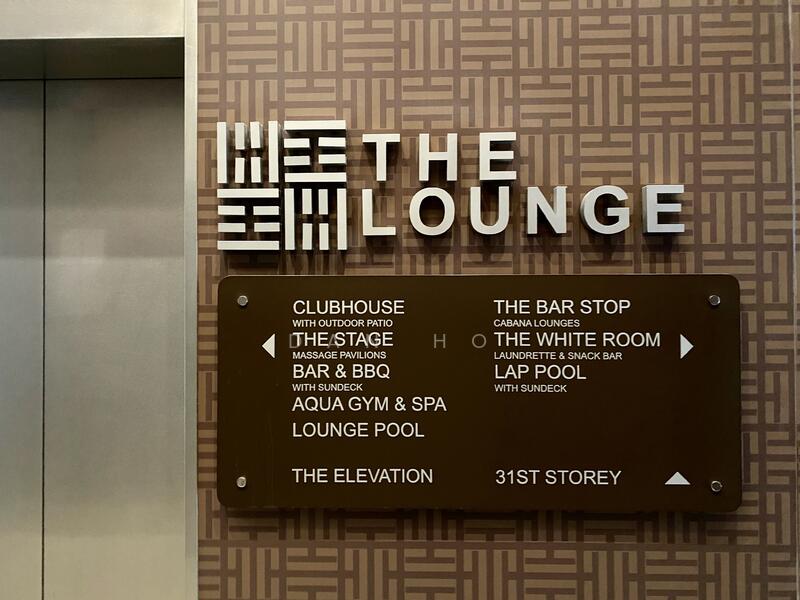 THE
LOUNGE
CLUBHOUSE
WITH OUTDOOR PATIO
THE STAGE
MASSAGE PAVILIONS
BAR & BBQ
WITH SUNDECK
AQUA GYM & SPA
LOUNGE POOL
THE BAR STOP
CABANA LOUNGES
THE WHITE ROOM
LAUNDRETTE & SNACK BAR
LAP POOL
WITH SUNDECK
THE ELEVATION
31ST STOREY